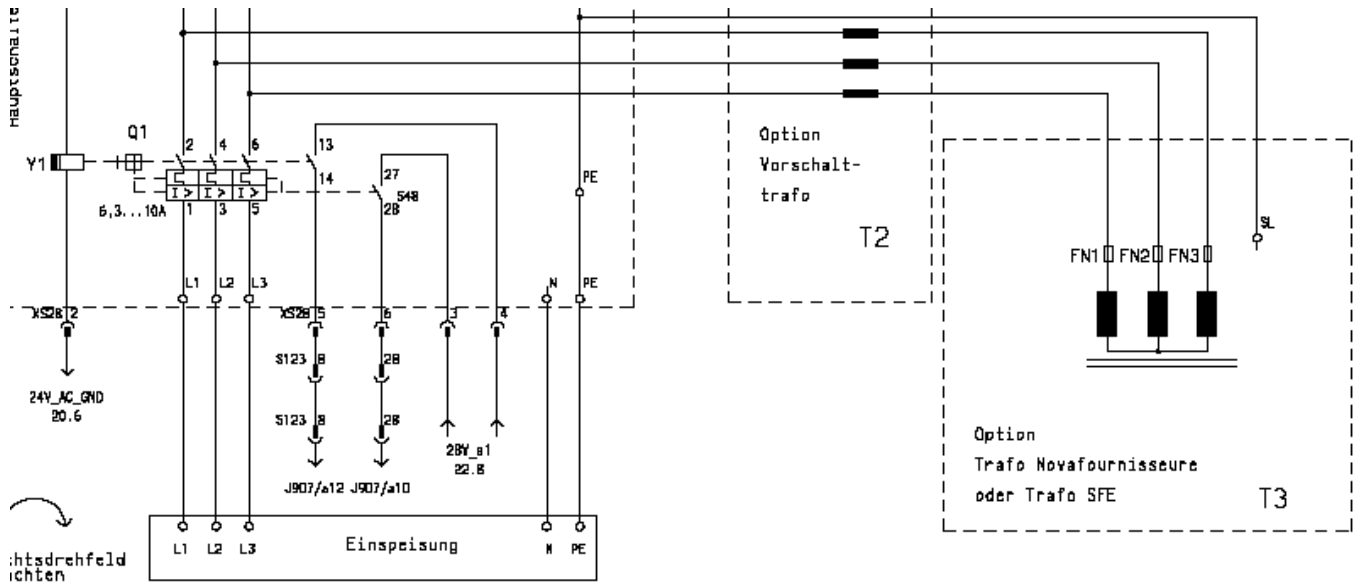 Hauptschalte
Q1
2 4 6
13
14
27
S48
28
Y1
I > I > I >
6,3...10A
1 3 5
PE
Option
Vorschalt-
trafo
T2
SL
FN1 FN2 FN3
L1 L2 L3
N PE
XS28 2
XS28 5 6 3 4
S123 8 28
24V_AC_GND
20.6
S123 8 28
28V_a1
22.8
J907/a12 J907/a10
Option
Trafo Novafournisseure
oder Trafo SFE
T3
chtsdrehfeld
achten
L1 L2 L3 Einspeisung N PE